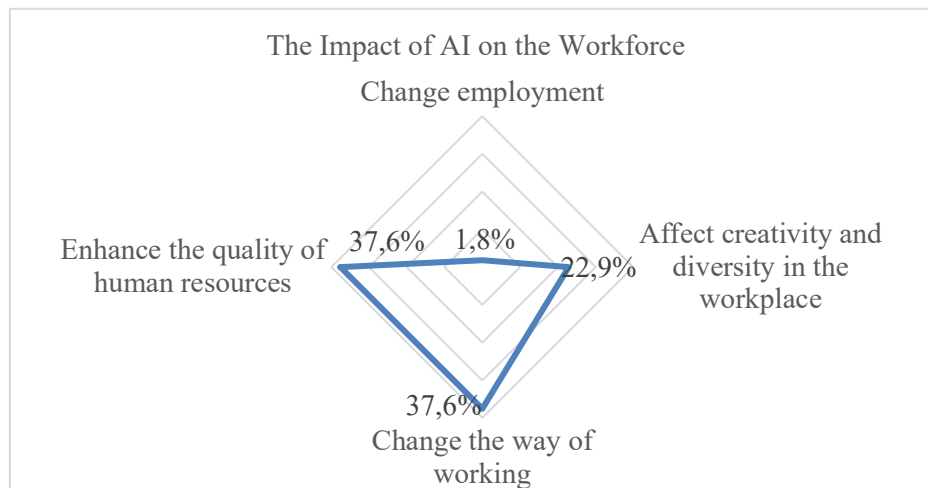 The Impact of AI on the Workforce
Change employment
Enhance the quality of
human resources
37,6%
1,8%
22,9%
Affect creativity and
diversity in the
workplace
37,6%
Change the way of
working